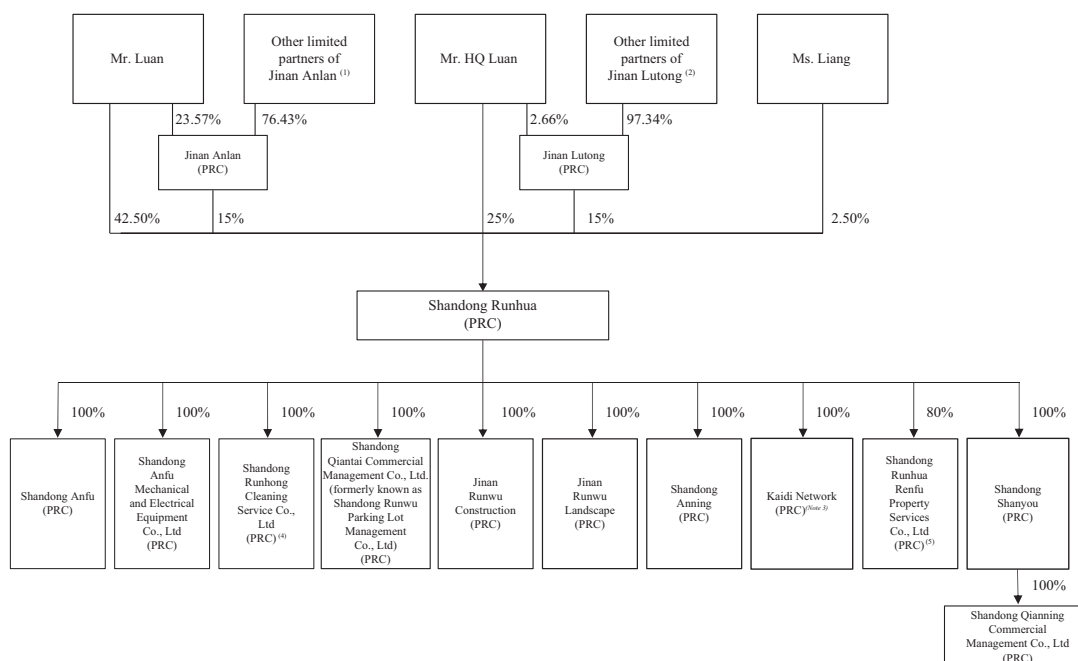 Mr. Luan
Other limited
partners of
Jinan Anlan (1)
Mr. HQ Luan
Other limited
partners of
Jinan Lutong (2)
Ms. Liang
23.57%
76.43%
2.66%
97.34%
Jinan Anlan
(PRC)
Jinan Lutong
(PRC)
42.50%
15%
25%
15%
2.50%
Shandong Runhua
(PRC)
100%
100%
100%
100%
100%
100%
100%
100%
80%
100%
Shandong Anfu
(PRC)
Shandong
Anfu
Mechanical
and Electrical
Equipment
Co., Ltd
(PRC)
Shandong
Runhong
Cleaning
Service Co.,
Ltd
(PRC) (4)
Shandong
Qiantai Commercial
Management Co., Ltd.
(formerly known as
Shandong Runwu
Parking Lot
Management
Co., Ltd)
(PRC)
Jinan
Runwu
Construction
(PRC)
Jinan
Runwu
Landscape
(PRC)
Shandong
Anning
(PRC)
Kaidi Network
(PRC)(Note 3)
Shandong
Runhua
Renfu
Property
Services
Co., Ltd
(PRC)(5)
Shandong
Shanyou
(PRC)
100%
Shandong Qianning
Commercial
Management Co., Ltd
(PRC)